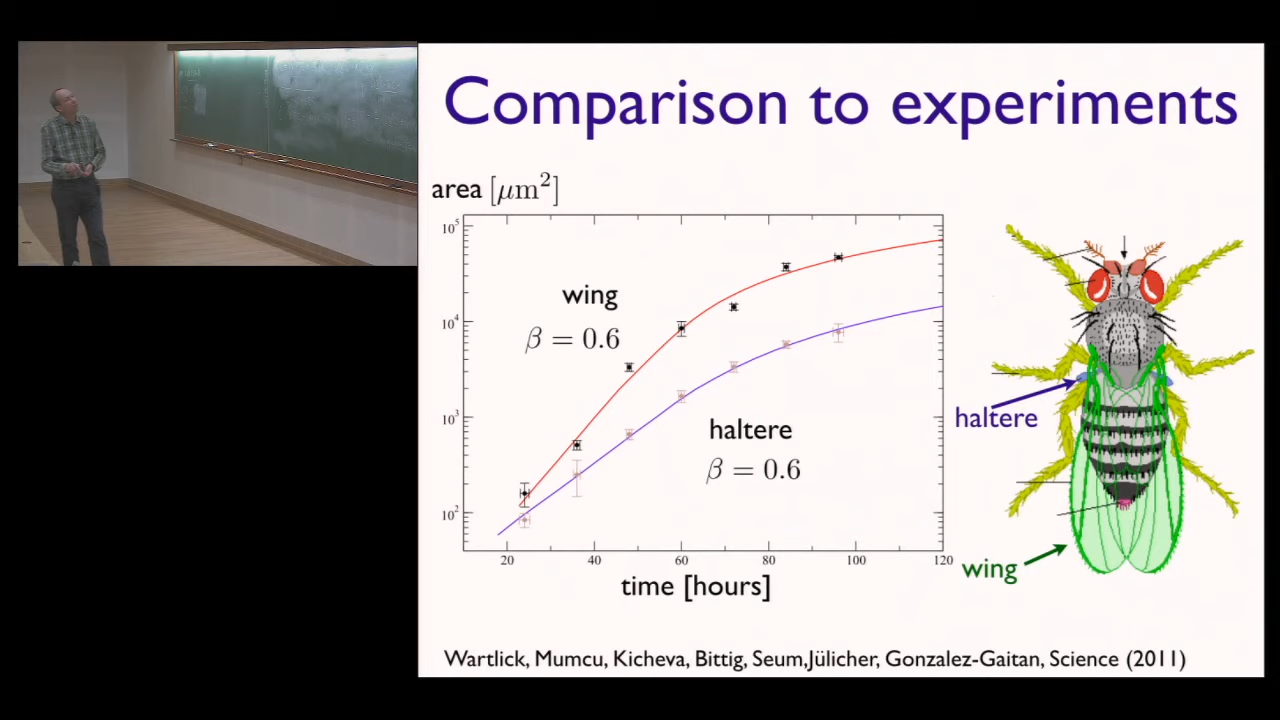 Comparison to experiments
area [μm²]
10⁵
wing
β = 0.6
10⁴
haltere
10³
haltere
β = 0.6
10²
wing
20 40 60 80 100 120
time [hours]
Wartlick, Mumcu, Kicheva, Bittig, Seum,Jülicher, Gonzalez-Gaitan, Science (2011)